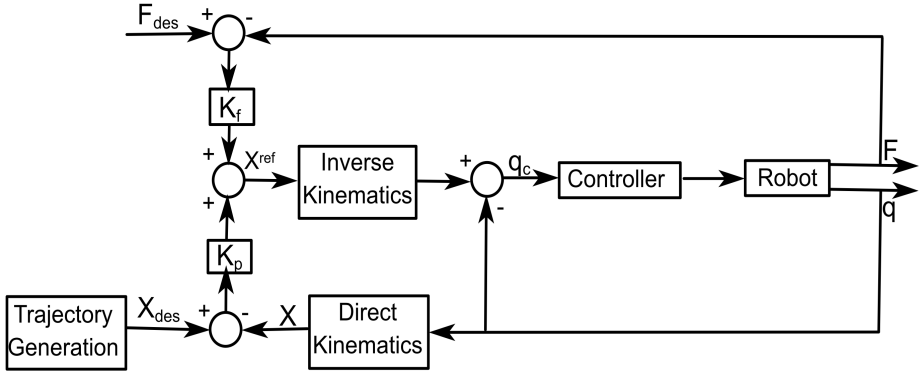 F_des
+
-
K_f
+
X^ref
+
Inverse
Kinematics
+
-
q_c
Controller
Robot
F
q
K_p
Trajectory
Generation
X_des
+
-
X
Direct
Kinematics